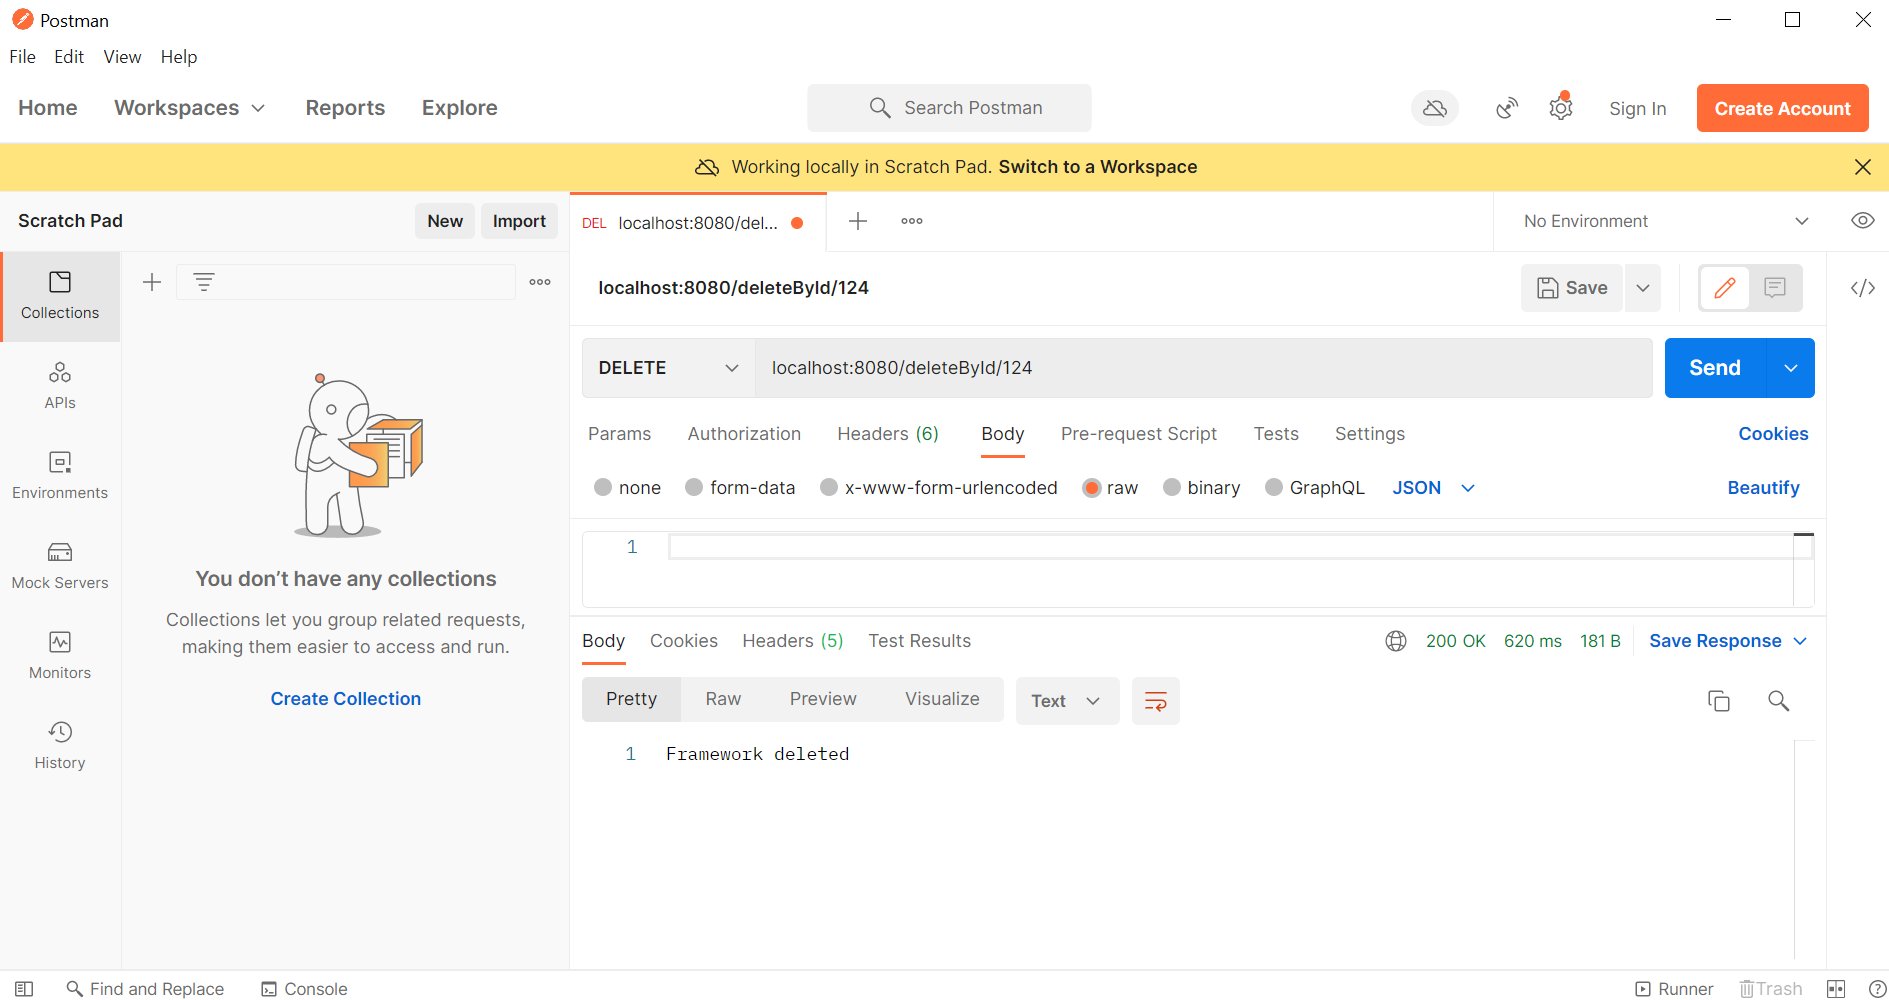 Postman
File Edit View Help
Home Workspaces Reports Explore Search Postman Sign In Create Account
Working locally in Scratch Pad. Switch to a Workspace
Scratch Pad New Import DEL localhost:8080/del... No Environment
Collections
localhost:8080/deleteById/124 Save
DELETE localhost:8080/deleteById/124 Send
APIs
Params Authorization Headers (6) Body Pre-request Script Tests Settings Cookies
none form-data x-www-form-urlencoded raw binary GraphQL JSON Beautify
Environments
1
Mock Servers
You don’t have any collections
Collections let you group related requests,
making them easier to access and run.
Create Collection
Monitors
History
Body Cookies Headers (5) Test Results 200 OK 620 ms 181 B Save Response
Pretty Raw Preview Visualize Text
1 Framework deleted
Find and Replace Console Runner Trash